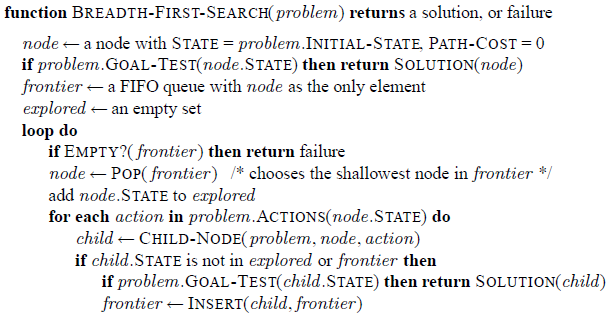 function BREADTH-FIRST-SEARCH(problem) returns a solution, or failure
node ← a node with STATE = problem.INITIAL-STATE, PATH-COST = 0
if problem.GOAL-TEST(node.STATE) then return SOLUTION(node)
frontier ← a FIFO queue with node as the only element
explored ← an empty set
loop do
if EMPTY?(frontier) then return failure
node ← POP(frontier) /* chooses the shallowest node in frontier */
add node.STATE to explored
for each action in problem.ACTIONS(node.STATE) do
child ← CHILD-NODE(problem, node, action)
if child.STATE is not in explored or frontier then
if problem.GOAL-TEST(child.STATE) then return SOLUTION(child)
frontier ← INSERT(child, frontier)